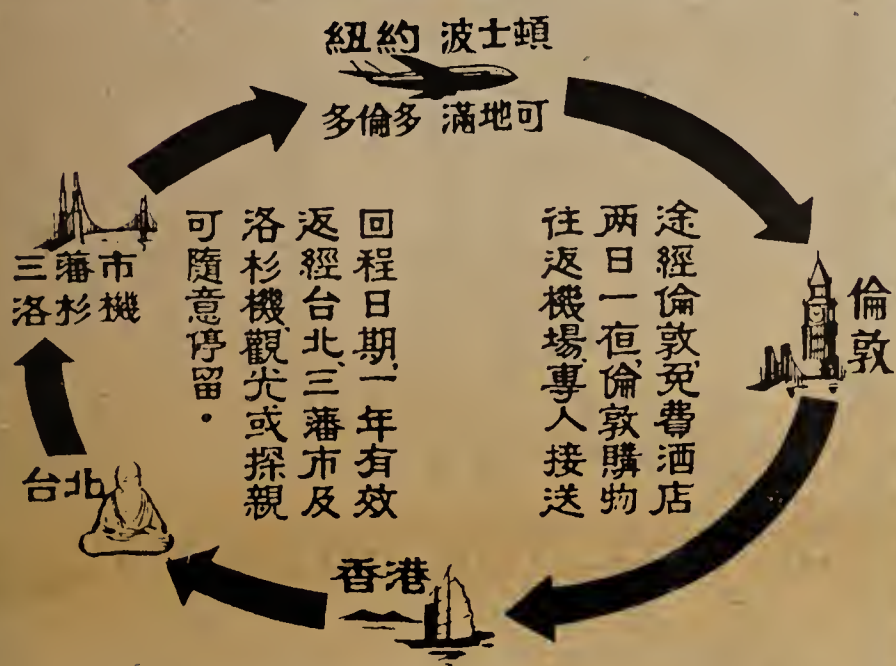 紐約 波士頓
多倫多 滿地可
倫敦
途經倫敦,免費酒店
两日一夜,倫敦購物
往返機場,專人接送
回程日期,一年有效
返經台北,三藩市及
洛杉機觀光或探親
可隨意停留。
三藩市
洛杉機
台北
香港